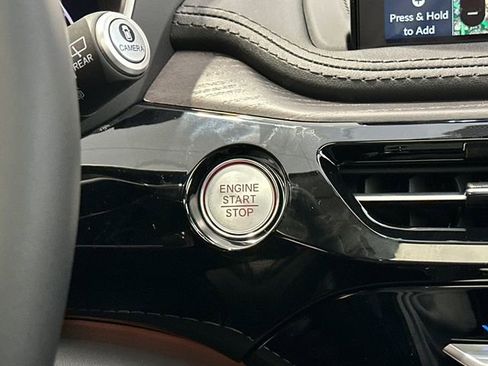 Press & Hold
to Add
CAMERA
REAR
ENGINE
START
STOP